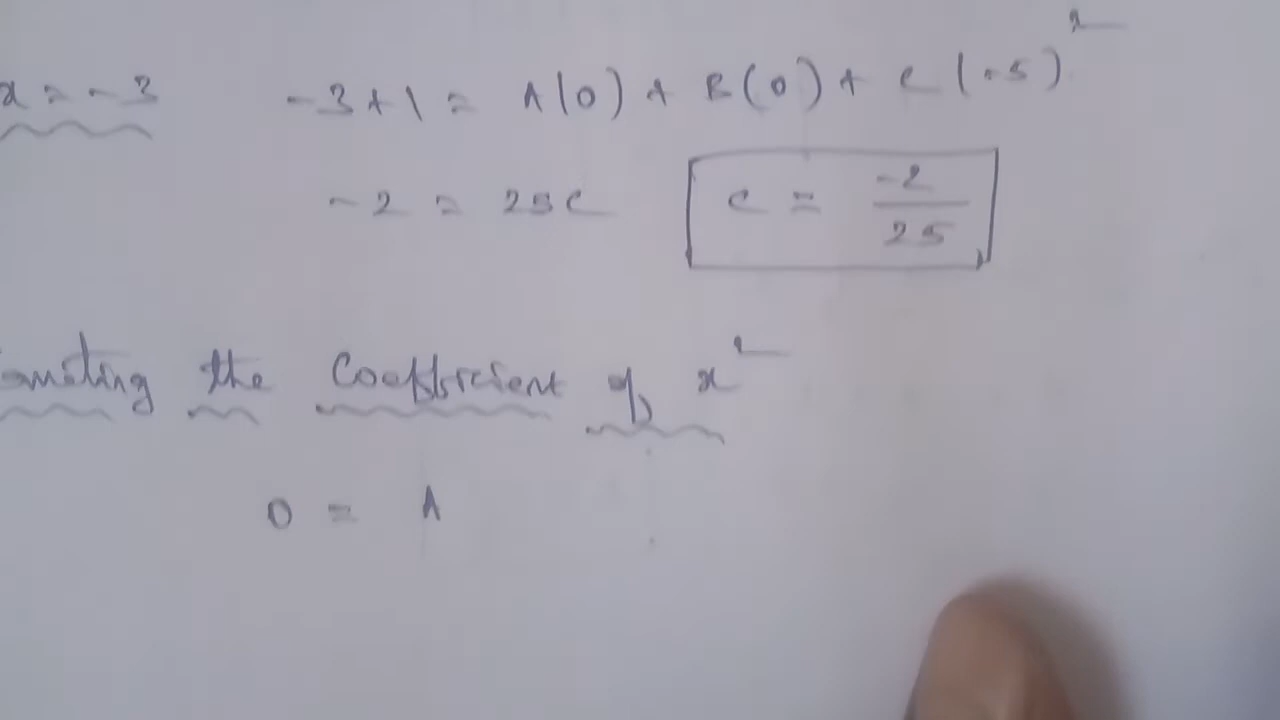 x = -3 -3+1 = A(0) + B(0) + C(-5)²
-2 = 25C C = -2/25
the Coefficient of x²
0 = A